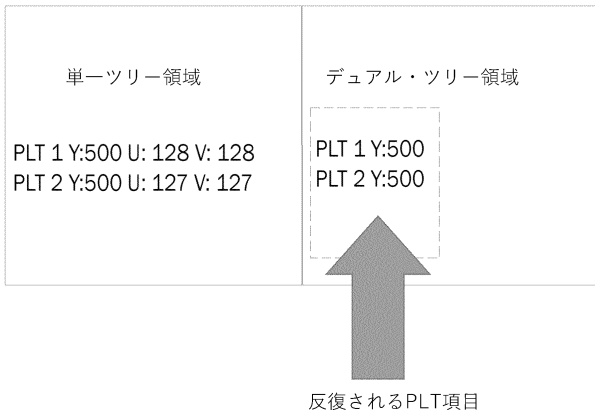 単一ツリー領域
PLT 1 Y:500 U: 128 V: 128
PLT 2 Y:500 U: 127 V: 127
デュアル・ツリー領域
PLT 1 Y:500
PLT 2 Y:500
反復されるPLT項目